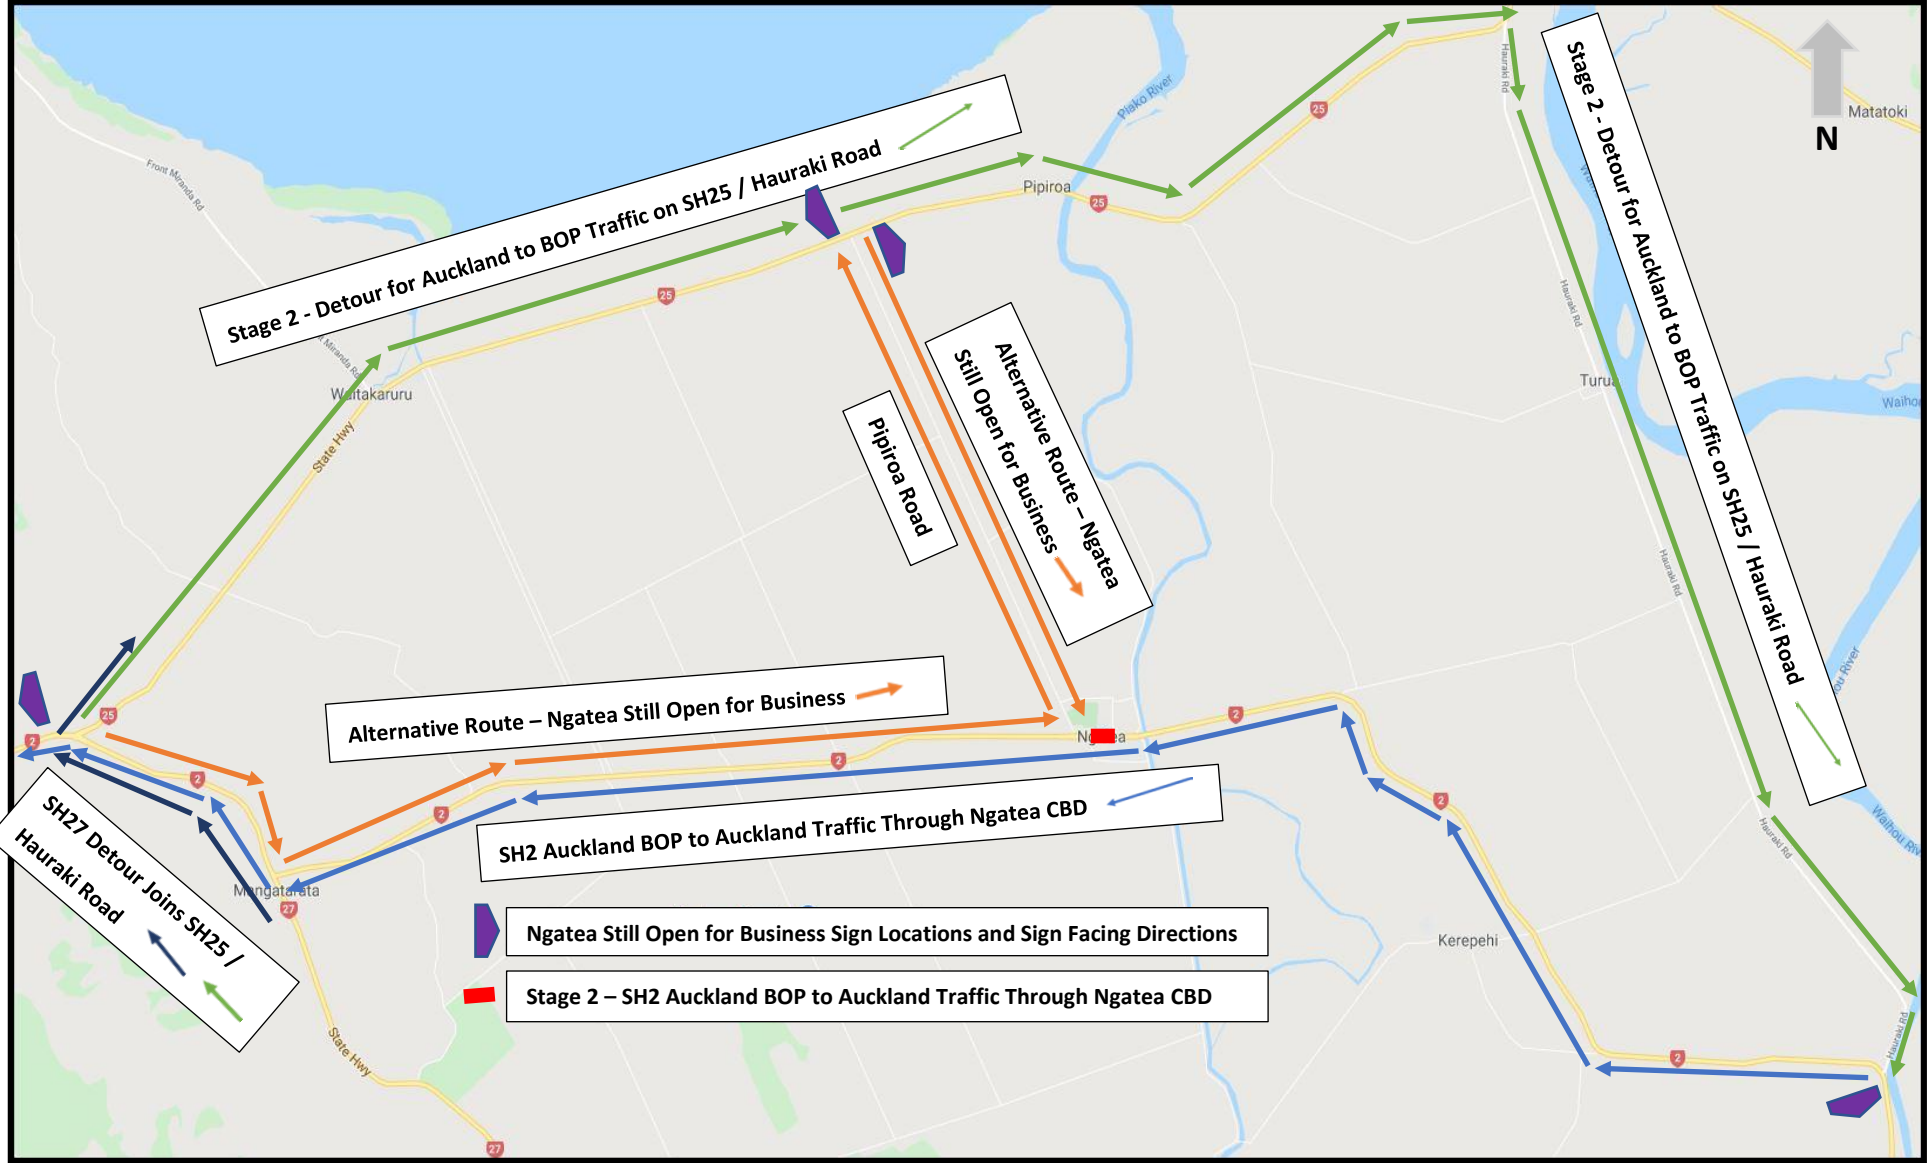 Stage 2 - Detour for Auckland to BOP Traffic on SH25 / Hauraki Road
Stage 2 - Detour for Auckland to BOP Traffic on SH25 / Hauraki Road
N
Matatoki
Piako River
Hauraki Rd
25
Front Miranda Rd
Pipiroa
25
25
Miranda Rd
Waitakaruru
State Hwy
Hauraki Rd
Turua
Alternative Route – Ngatea
Still Open for Business
Pipiroa Road
Hauraki Rd
River
Alternative Route – Ngatea Still Open for Business
25
2
2
2
2
2
2
SH2 Auckland BOP to Auckland Traffic Through Ngatea CBD
SH27 Detour Joins SH25 /
Hauraki Road
Mangatarata
27
Hauraki Rd
Waihou
Kerepehi
Ngatea Still Open for Business Sign Locations and Sign Facing Directions
Stage 2 – SH2 Auckland BOP to Auckland Traffic Through Ngatea CBD
State Hwy
Hauraki Rd
2
27